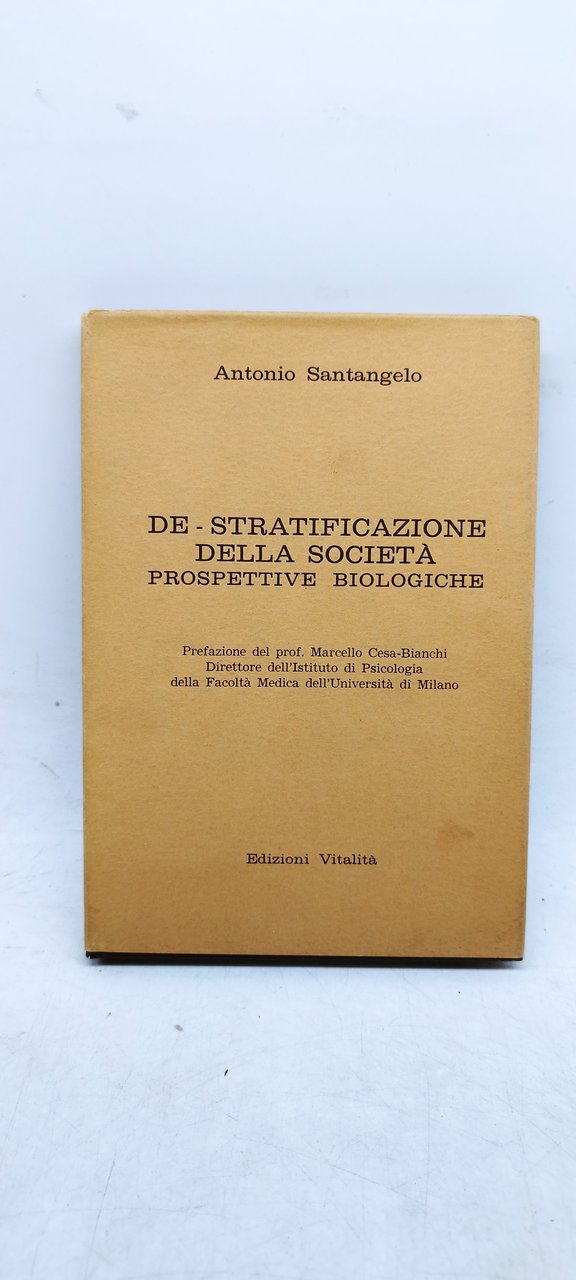 Antonio Santangelo
DE - STRATIFICAZIONE
DELLA SOCIETÀ
PROSPETTIVE BIOLOGICHE
Prefazione del prof. Marcello Cesa-Bianchi
Direttore dell'Istituto di Psicologia
della Facoltà Medica dell'Università di Milano
Edizioni Vitalità